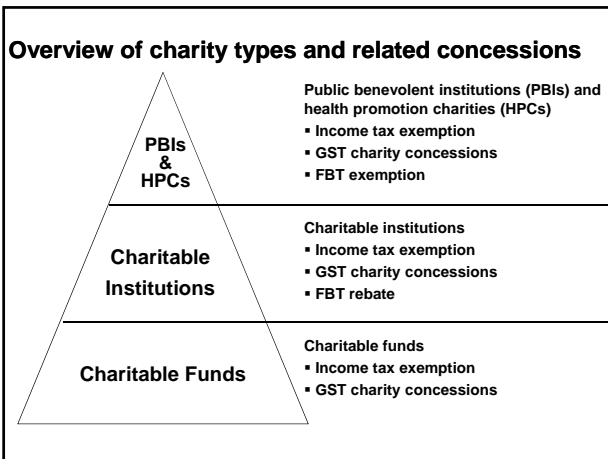 Overview of charity types and related concessions
PBIs
&
HPCs
Public benevolent institutions (PBIs) and
health promotion charities (HPCs)
▪ Income tax exemption
▪ GST charity concessions
▪ FBT exemption
Charitable
Institutions
Charitable institutions
▪ Income tax exemption
▪ GST charity concessions
▪ FBT rebate
Charitable Funds
Charitable funds
▪ Income tax exemption
▪ GST charity concessions